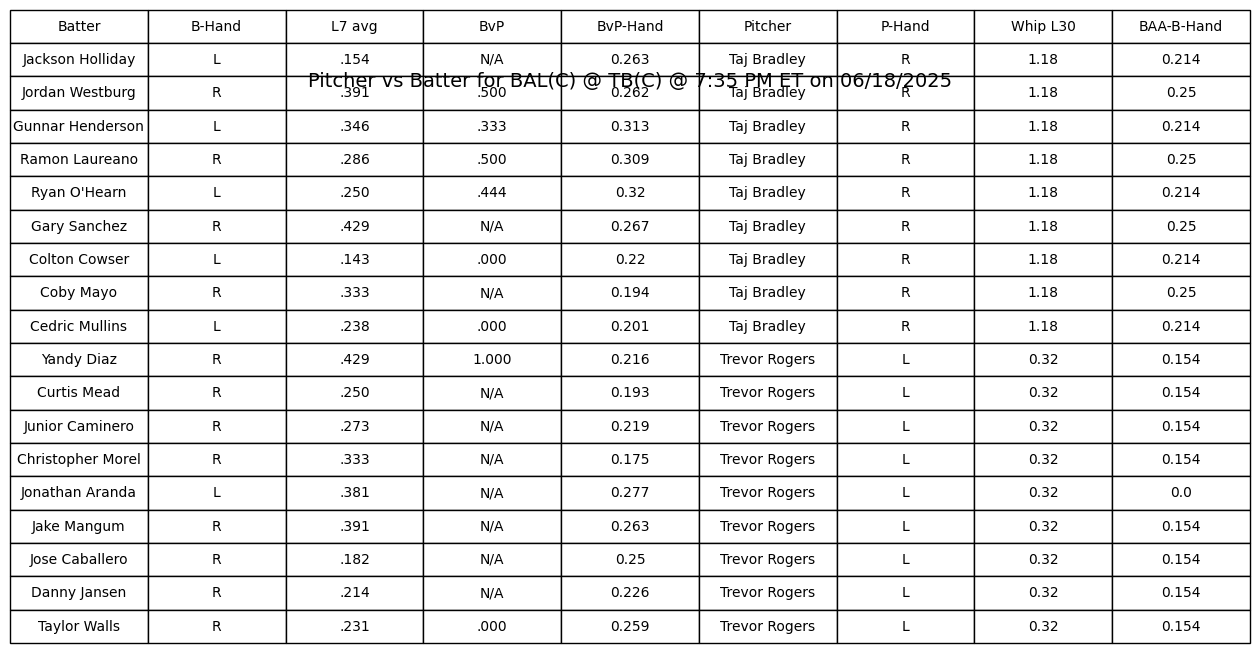 Batter B-Hand L7 avg BvP BvP-Hand Pitcher P-Hand Whip L30 BAA-B-Hand
Jackson Holliday L .154 N/A 0.263 Taj Bradley R 1.18 0.214
Pitcher vs Batter for BAL(C) @ TB(C) @ 7:35 PM ET on 06/18/2025
Jordan Westburg R .391 .500 0.262 Taj Bradley R 1.18 0.25
Gunnar Henderson L .346 .333 0.313 Taj Bradley R 1.18 0.214
Ramon Laureano R .286 .500 0.309 Taj Bradley R 1.18 0.25
Ryan O'Hearn L .250 .444 0.32 Taj Bradley R 1.18 0.214
Gary Sanchez R .429 N/A 0.267 Taj Bradley R 1.18 0.25
Colton Cowser L .143 .000 0.22 Taj Bradley R 1.18 0.214
Coby Mayo R .333 N/A 0.194 Taj Bradley R 1.18 0.25
Cedric Mullins L .238 .000 0.201 Taj Bradley R 1.18 0.214
Yandy Diaz R .429 1.000 0.216 Trevor Rogers L 0.32 0.154
Curtis Mead R .250 N/A 0.193 Trevor Rogers L 0.32 0.154
Junior Caminero R .273 N/A 0.219 Trevor Rogers L 0.32 0.154
Christopher Morel R .333 N/A 0.175 Trevor Rogers L 0.32 0.154
Jonathan Aranda L .381 N/A 0.277 Trevor Rogers L 0.32 0.0
Jake Mangum R .391 N/A 0.263 Trevor Rogers L 0.32 0.154
Jose Caballero R .182 N/A 0.25 Trevor Rogers L 0.32 0.154
Danny Jansen R .214 N/A 0.226 Trevor Rogers L 0.32 0.154
Taylor Walls R .231 .000 0.259 Trevor Rogers L 0.32 0.154